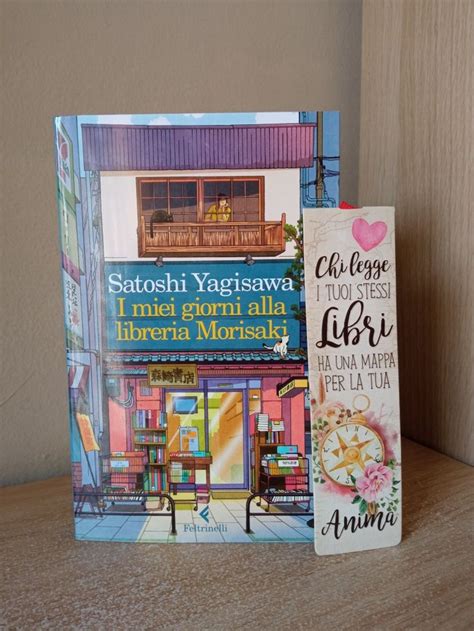 Satoshi Yagisawa
I miei giorni alla
libreria Morisaki
森崎書店
Feltrinelli
Chi legge
I TUOI STESSI
Libri
HA UNA MAPPA
PER LA TUA
Anima